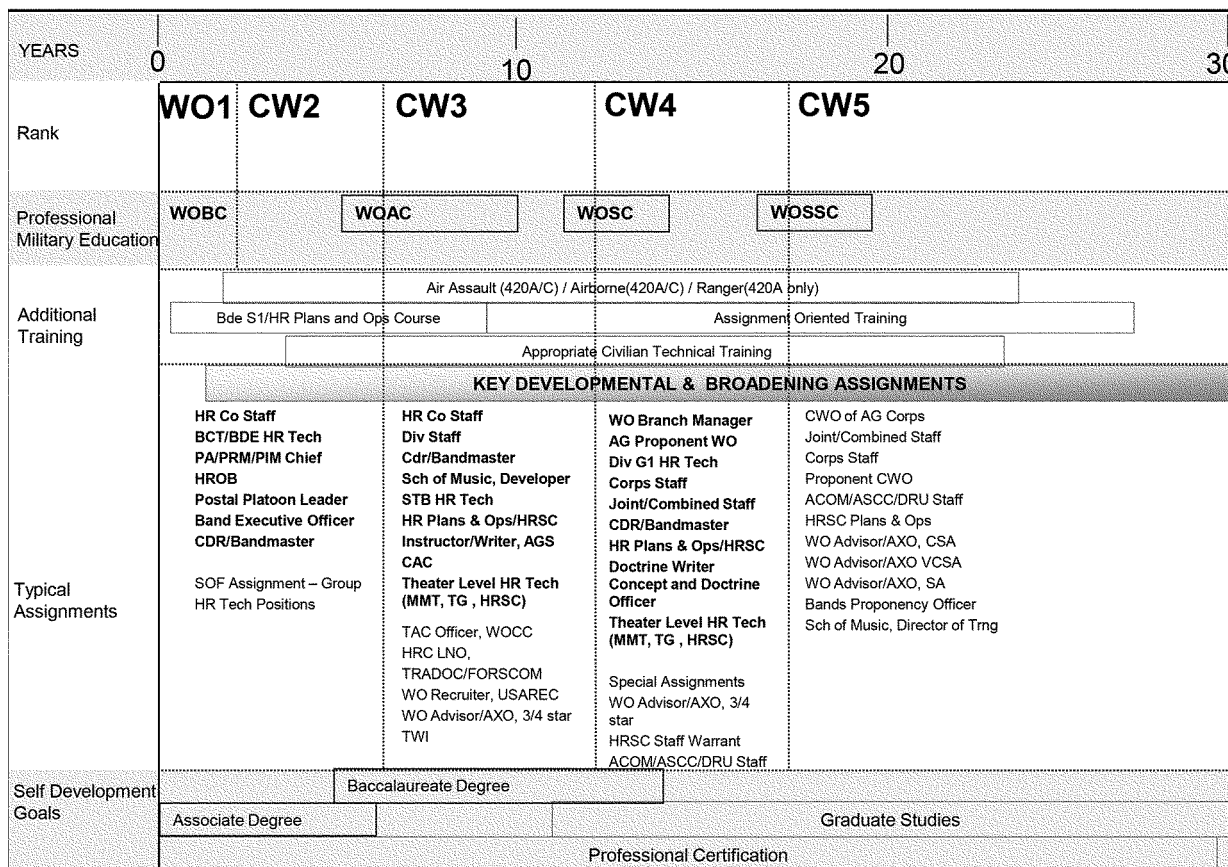 YEARS
0
10
20
30
Rank
WO1
CW2
CW3
CW4
CW5
Professional
Military Education
WOBC
WOAC
WOSC
WOSSC
Additional
Training
Air Assault (420A/C) / Airborne(420A/C) / Ranger(420A only)
Bde S1/HR Plans and Ops Course
Assignment Oriented Training
Appropriate Civilian Technical Training
KEY DEVELOPMENTAL & BROADENING ASSIGNMENTS
Typical
Assignments
HR Co Staff
BCT/BDE HR Tech
PA/PRM/PIM Chief
HROB
Postal Platoon Leader
Band Executive Officer
CDR/Bandmaster
SOF Assignment – Group
HR Tech Positions
HR Co Staff
Div Staff
Cdr/Bandmaster
Sch of Music, Developer
STB HR Tech
HR Plans & Ops/HRSC
Instructor/Writer, AGS
CAC
Theater Level HR Tech
(MMT, TG , HRSC)
TAC Officer, WOCC
HRC LNO,
TRADOC/FORSCOM
WO Recruiter, USAREC
WO Advisor/AXO, 3/4 star
TWI
WO Branch Manager
AG Proponent WO
Div G1 HR Tech
Corps Staff
Joint/Combined Staff
CDR/Bandmaster
HR Plans & Ops/HRSC
Doctrine Writer
Concept and Doctrine
Officer
Theater Level HR Tech
(MMT, TG , HRSC)
Special Assignments
WO Advisor/AXO, 3/4
star
HRSC Staff Warrant
ACOM/ASCC/DRU Staff
CWO of AG Corps
Joint/Combined Staff
Corps Staff
Proponent CWO
ACOM/ASCC/DRU Staff
HRSC Plans & Ops
WO Advisor/AXO, CSA
WO Advisor/AXO VCSA
WO Advisor/AXO, SA
Bands Proponency Officer
Sch of Music, Director of Trng
Self Development
Goals
Baccalaureate Degree
Associate Degree
Graduate Studies
Professional Certification